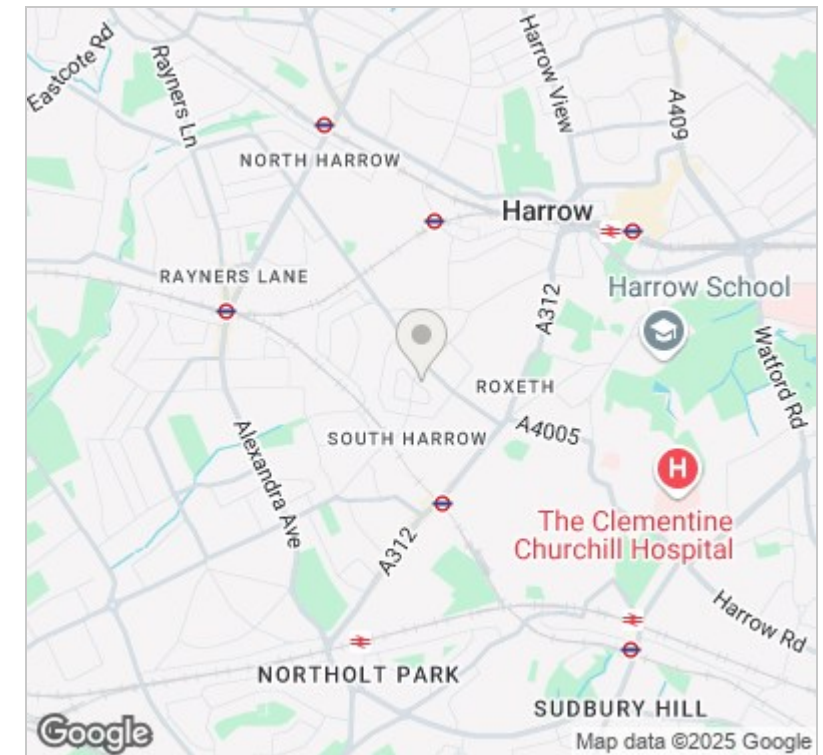 Eastcote Rd
Rayners Ln
Harrow View
A409
NORTH HARROW
Harrow
RAYNERS LANE
Harrow School
A312
Watford Rd
ROXETH
SOUTH HARROW
A4005
Alexandra Ave
H
The Clementine
Churchill Hospital
A312
Harrow Rd
NORTHOLT PARK
SUDBURY HILL
Google
Map data ©2025 Google